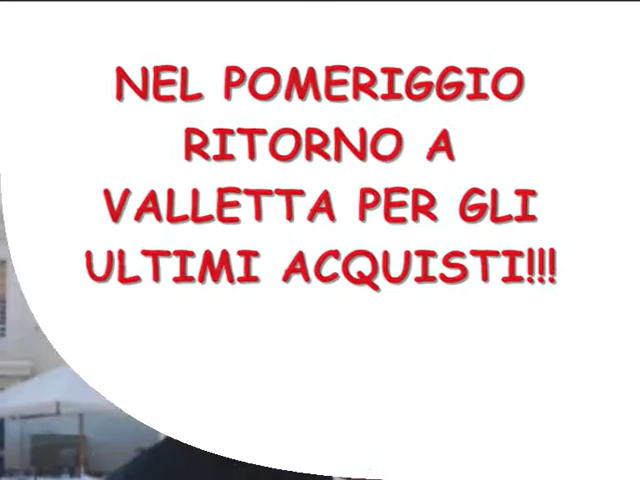 NEL POMERIGGIO
RITORNO A
VALLETTA PER GLI
ULTIMI ACQUISTI!!!